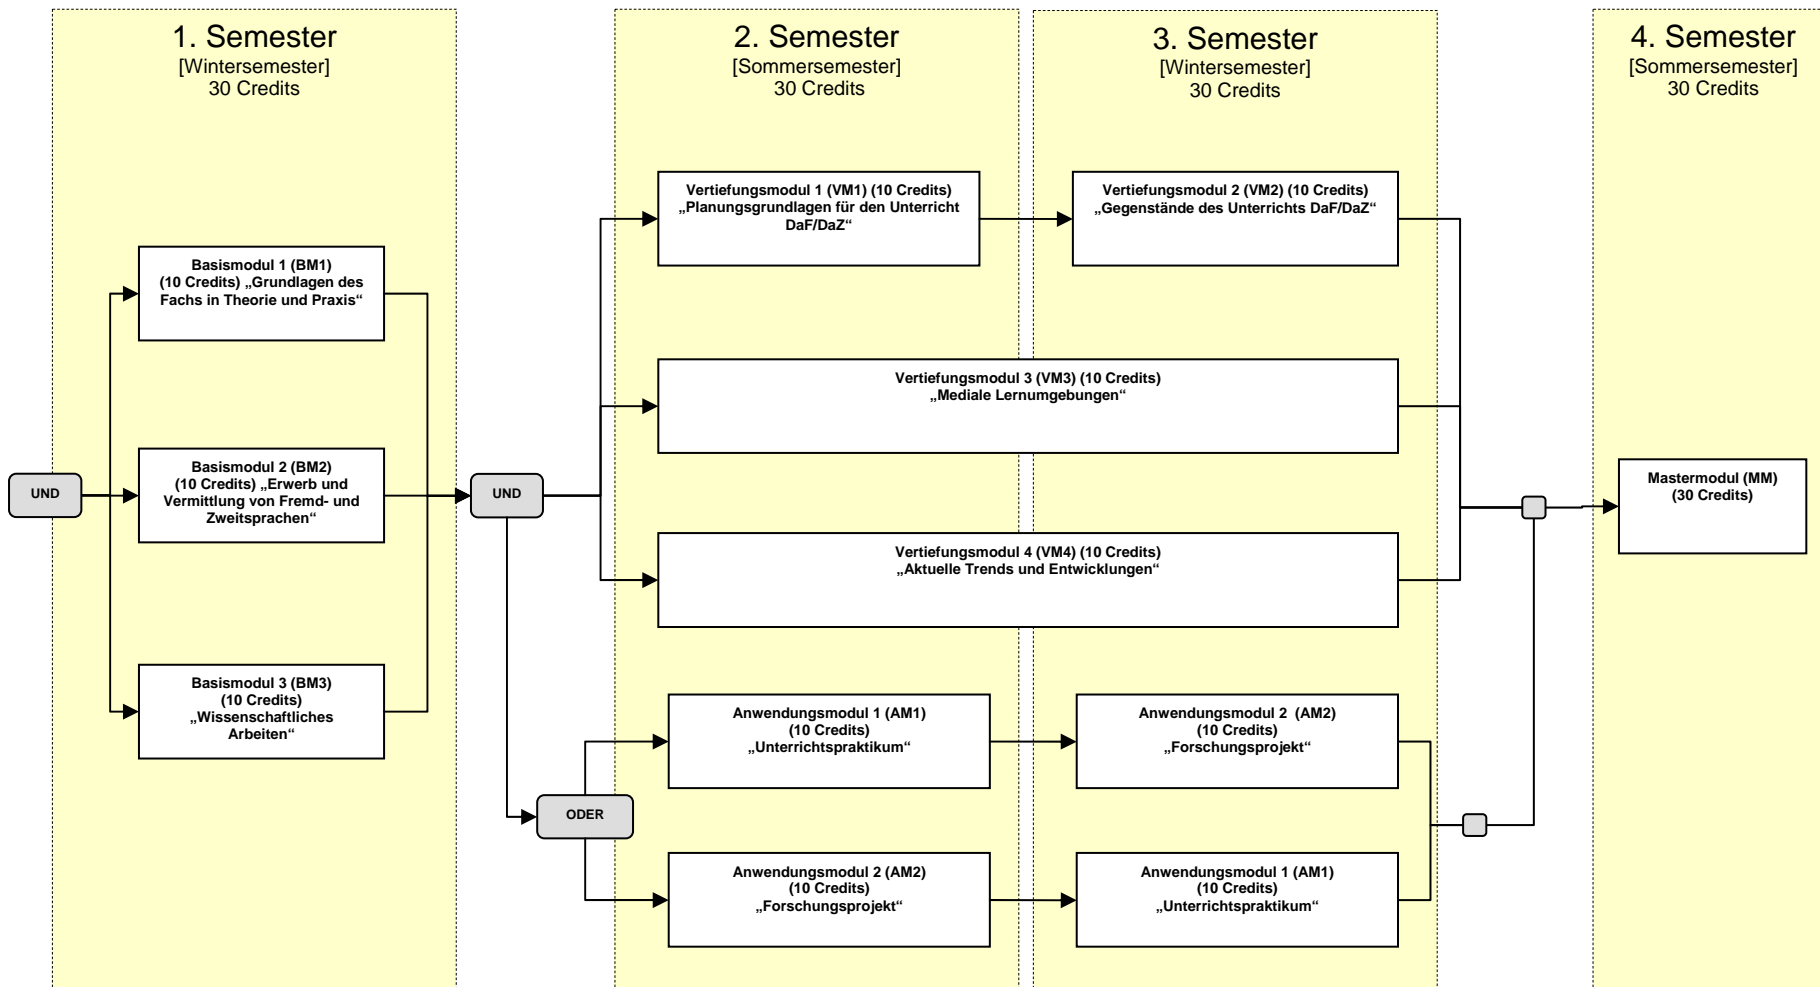 1. Semester
[Wintersemester]
30 Credits
2. Semester
[Sommersemester]
30 Credits
3. Semester
[Wintersemester]
30 Credits
4. Semester
[Sommersemester]
30 Credits
UND
Basismodul 1 (BM1)
(10 Credits) „Grundlagen des
Fachs in Theorie und Praxis“
Basismodul 2 (BM2)
(10 Credits) „Erwerb und
Vermittlung von Fremd- und
Zweitsprachen“
Basismodul 3 (BM3)
(10 Credits)
„Wissenschaftliches
Arbeiten“
UND
Vertiefungsmodul 1 (VM1) (10 Credits)
„Planungsgrundlagen für den Unterricht
DaF/DaZ“
Vertiefungsmodul 2 (VM2) (10 Credits)
„Gegenstände des Unterrichts DaF/DaZ“
Vertiefungsmodul 3 (VM3) (10 Credits)
„Mediale Lernumgebungen“
Vertiefungsmodul 4 (VM4) (10 Credits)
„Aktuelle Trends und Entwicklungen“
ODER
Anwendungsmodul 1 (AM1)
(10 Credits)
„Unterrichtspraktikum“
Anwendungsmodul 2 (AM2)
(10 Credits)
„Forschungsprojekt“
Anwendungsmodul 2 (AM2)
(10 Credits)
„Forschungsprojekt“
Anwendungsmodul 1 (AM1)
(10 Credits)
„Unterrichtspraktikum“
Mastermodul (MM)
(30 Credits)